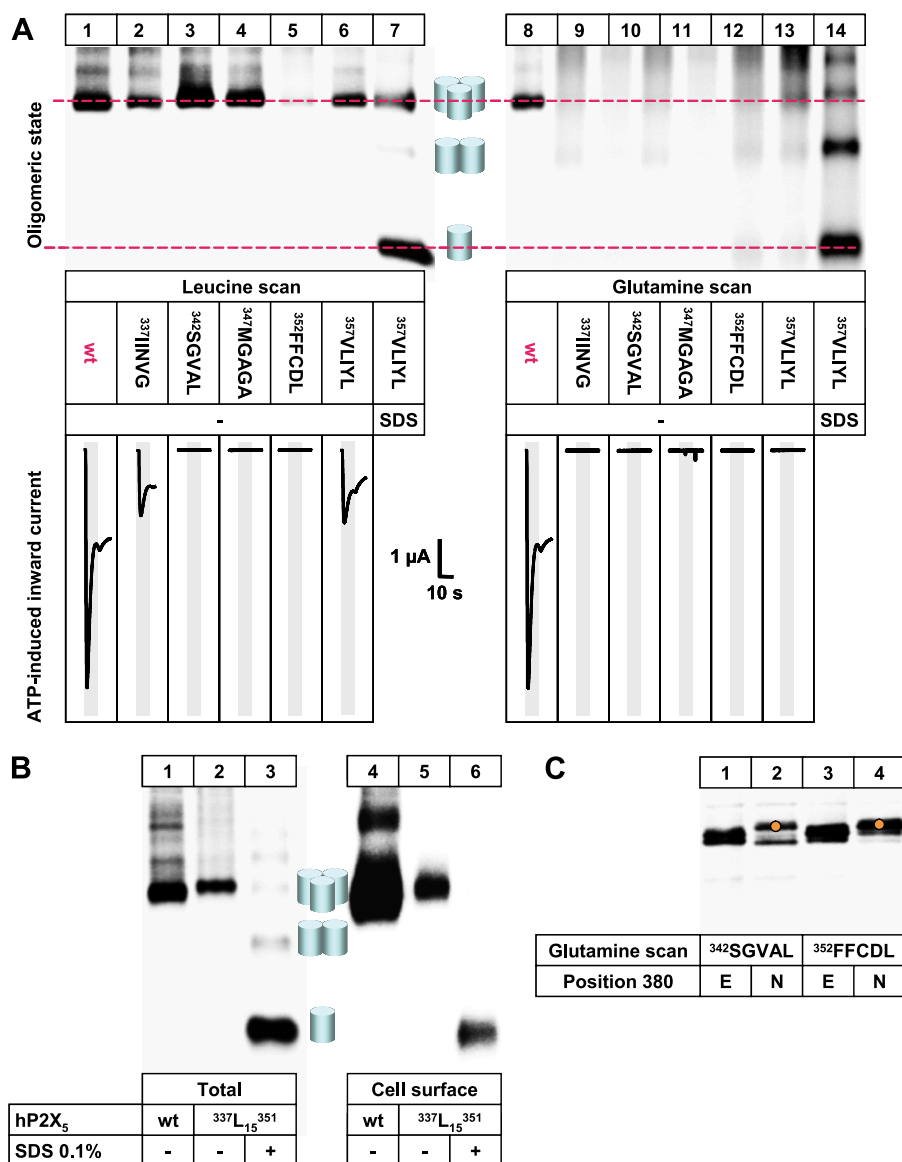 A
1 2 3 4 5 6 7 8 9 10 11 12 13 14
Oligomeric state
Leucine scan
Glutamine scan
wt ³³⁷IINVG ³⁴²SGVAL ³⁴⁷MGAGA ³⁵²FFCDL ³⁵⁷VLIYL ³⁵⁷VLIYL
wt ³³⁷IINVG ³⁴²SGVAL ³⁴⁷MGAGA ³⁵²FFCDL ³⁵⁷VLIYL ³⁵⁷VLIYL
- SDS - SDS
ATP-induced inward current
1 µA
10 s
B
1 2 3 4 5 6
Total Cell surface
hP2X₅ wt ³³⁷L₁₅³⁵¹ wt ³³⁷L₁₅³⁵¹
SDS 0.1% - - + - - +
C
1 2 3 4
Glutamine scan ³⁴²SGVAL ³⁵²FFCDL
Position 380 E N E N